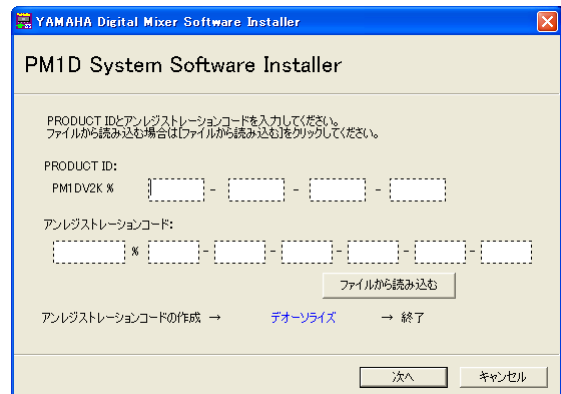 YAMAHA Digital Mixer Software Installer
PM1D System Software Installer
PRODUCT IDとアンレジストレーションコードを入力してください。
ファイルから読み込む場合は[ファイルから読み込む]をクリックしてください。
PRODUCT ID:
PM1DV2K % - - -
アンレジストレーションコード:
% - - - - -
ファイルから読み込む
アンレジストレーションコードの作成 → デオーソライズ → 終了
次へ キャンセル